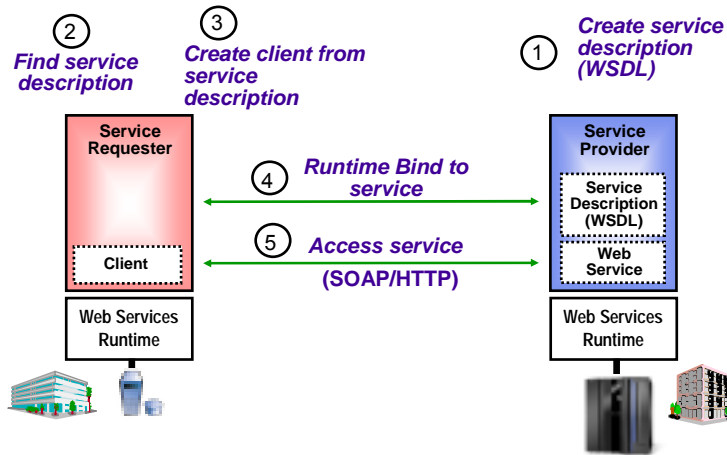 2
Find service
description
3
Create client from
service
description
1
Create service
description
(WSDL)
Service
Requester
Client
Web Services
Runtime
4
Runtime Bind to
service
5
Access service
(SOAP/HTTP)
Service
Provider
Service
Description
(WSDL)
Web
Service
Web Services
Runtime